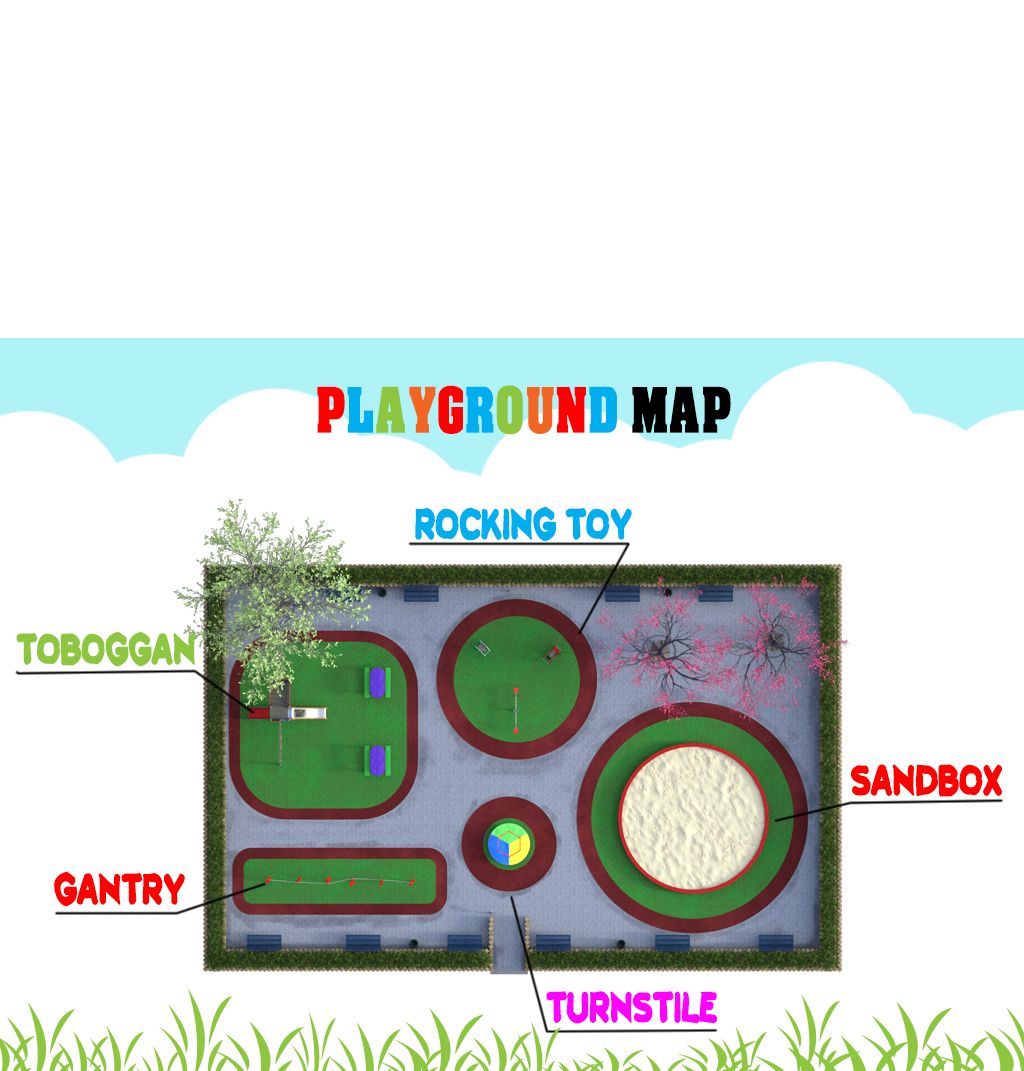 PLAYGROUND MAP
ROCKING TOY
TOBOGGAN
SANDBOX
GANTRY
TURNSTILE